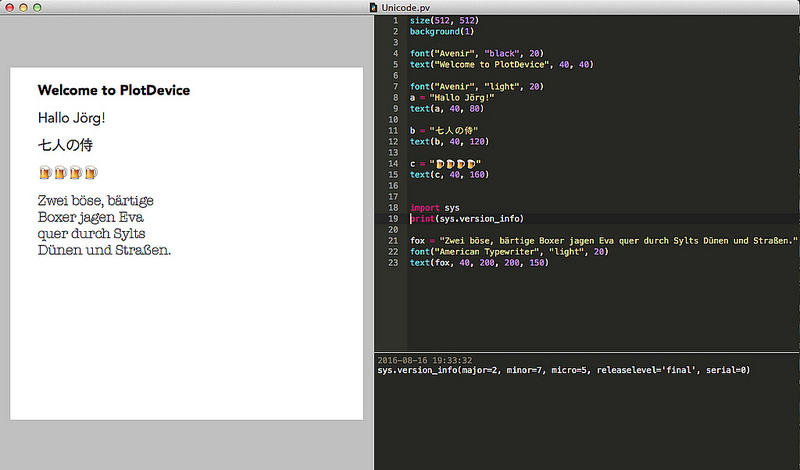 Unicode.pv
Welcome to PlotDevice
Hallo Jörg!
七人の侍
🍺🍺🍺🍺
Zwei böse, bärtige
Boxer jagen Eva
quer durch Sylts
Dünen und Straßen.
1 size(512, 512)
2 background(1)
3
4 font("Avenir", "black", 20)
5 text("Welcome to PlotDevice", 40, 40)
6
7 font("Avenir", "light", 20)
8 a = "Hallo Jörg!"
9 text(a, 40, 80)
10
11 b = "七人の侍"
12 text(b, 40, 120)
13
14 c = "🍺🍺🍺🍺"
15 text(c, 40, 160)
16
17
18 import sys
19 print(sys.version_info)
20
21 fox = "Zwei böse, bärtige Boxer jagen Eva quer durch Sylts Dünen und Straßen."
22 font("American Typewriter", "light", 20)
23 text(fox, 40, 200, 200, 150)
2016-08-16 19:33:32
sys.version_info(major=2, minor=7, micro=5, releaselevel='final', serial=0)